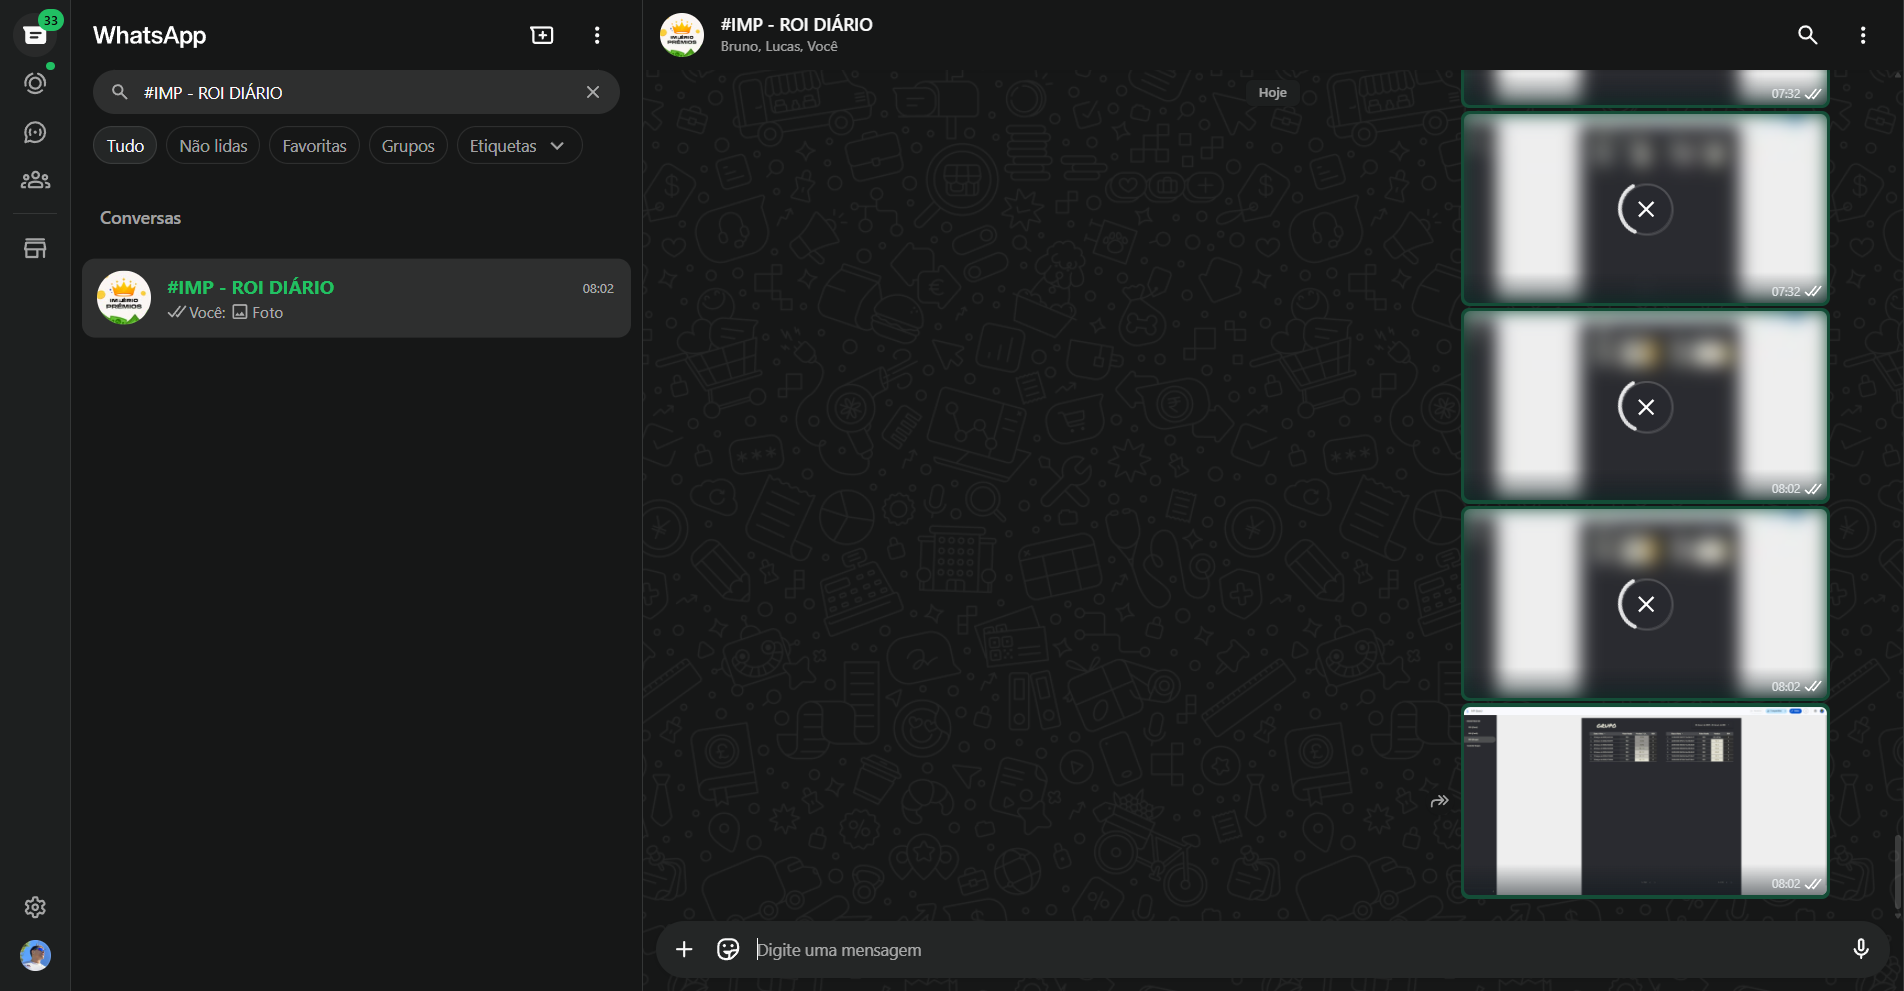 33
WhatsApp
#IMP - ROI DIÁRIO
Tudo
Não lidas
Favoritas
Grupos
Etiquetas
Conversas
#IMP - ROI DIÁRIO
08:02
Você: Foto
#IMP - ROI DIÁRIO
Bruno, Lucas, Você
Hoje
07:32
07:32
08:02
08:02
GRUPO
08:02
Digite uma mensagem